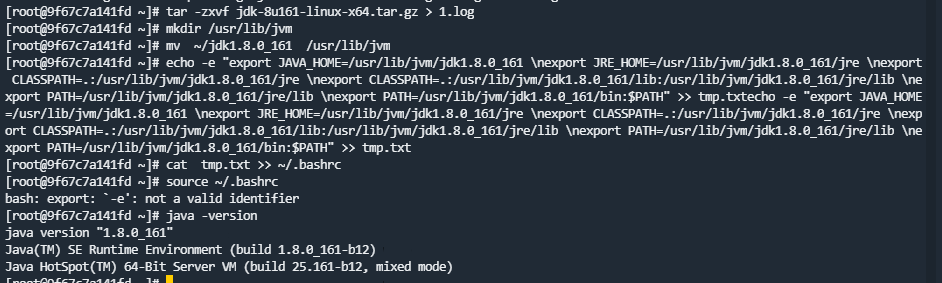 [root@9f67c7a141fd ~]# tar -zxvf jdk-8u161-linux-x64.tar.gz > 1.log
[root@9f67c7a141fd ~]# mkdir /usr/lib/jvm
[root@9f67c7a141fd ~]# mv  ~/jdk1.8.0_161  /usr/lib/jvm
[root@9f67c7a141fd ~]# echo -e "export JAVA_HOME=/usr/lib/jvm/jdk1.8.0_161 \nexport JRE_HOME=/usr/lib/jvm/jdk1.8.0_161/jre \nexport
 CLASSPATH=.:/usr/lib/jvm/jdk1.8.0_161/jre \nexport CLASSPATH=.:/usr/lib/jvm/jdk1.8.0_161/lib:/usr/lib/jvm/jdk1.8.0_161/jre/lib \ne
xport PATH=/usr/lib/jvm/jdk1.8.0_161/jre/lib \nexport PATH=/usr/lib/jvm/jdk1.8.0_161/bin:$PATH" >> tmp.txtecho -e "export JAVA_HOME
=/usr/lib/jvm/jdk1.8.0_161 \nexport JRE_HOME=/usr/lib/jvm/jdk1.8.0_161/jre \nexport CLASSPATH=.:/usr/lib/jvm/jdk1.8.0_161/jre \nexp
ort CLASSPATH=.:/usr/lib/jvm/jdk1.8.0_161/lib:/usr/lib/jvm/jdk1.8.0_161/jre/lib \nexport PATH=/usr/lib/jvm/jdk1.8.0_161/jre/lib \ne
xport PATH=/usr/lib/jvm/jdk1.8.0_161/bin:$PATH" >> tmp.txt
[root@9f67c7a141fd ~]# cat  tmp.txt >> ~/.bashrc
[root@9f67c7a141fd ~]# source ~/.bashrc
bash: export: `-e': not a valid identifier
[root@9f67c7a141fd ~]# java -version
java version "1.8.0_161"
Java(TM) SE Runtime Environment (build 1.8.0_161-b12)
Java HotSpot(TM) 64-Bit Server VM (build 25.161-b12, mixed mode)
[root@9f67c7a141fd ~]#